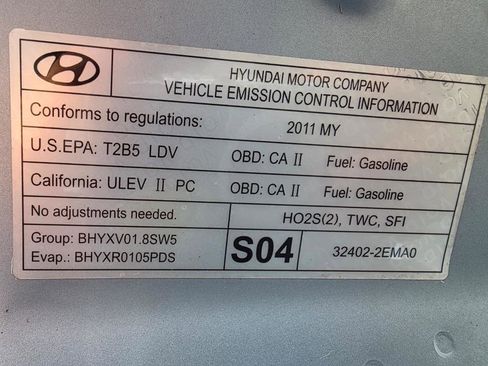 HYUNDAI MOTOR COMPANY
VEHICLE EMISSION CONTROL INFORMATION
Conforms to regulations: 2011 MY
U.S.EPA: T2B5 LDV OBD: CA II Fuel: Gasoline
California: ULEV II PC OBD: CA II Fuel: Gasoline
No adjustments needed. HO2S(2), TWC, SFI
Group: BHYXV01.8SW5
Evap.: BHYXR0105PDS
S04
32402-2EMA0